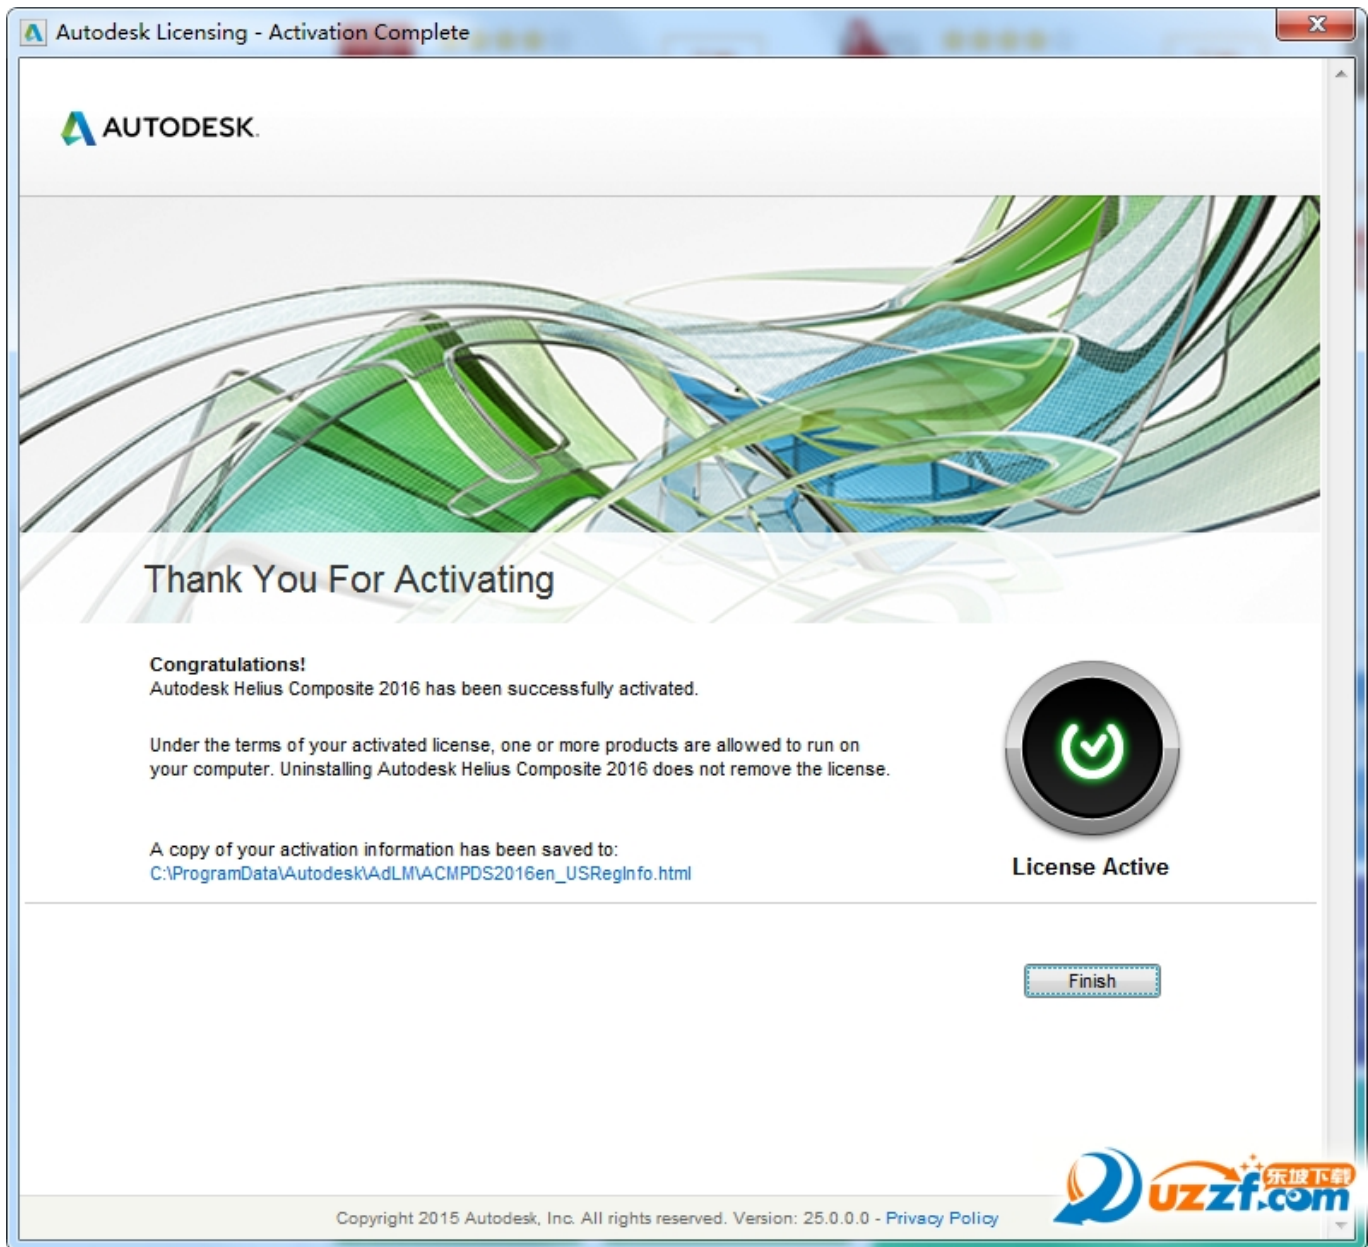 Autodesk Licensing - Activation Complete
AUTODESK.
Thank You For Activating
Congratulations!
Autodesk Helius Composite 2016 has been successfully activated.
Under the terms of your activated license, one or more products are allowed to run on
your computer. Uninstalling Autodesk Helius Composite 2016 does not remove the license.
A copy of your activation information has been saved to:
C:\ProgramData\Autodesk\AdLM\ACMPDS2016en_USRegInfo.html
License Active
Finish
东坡下载
uzzf.com
Copyright 2015 Autodesk, Inc. All rights reserved. Version: 25.0.0.0 - Privacy Policy